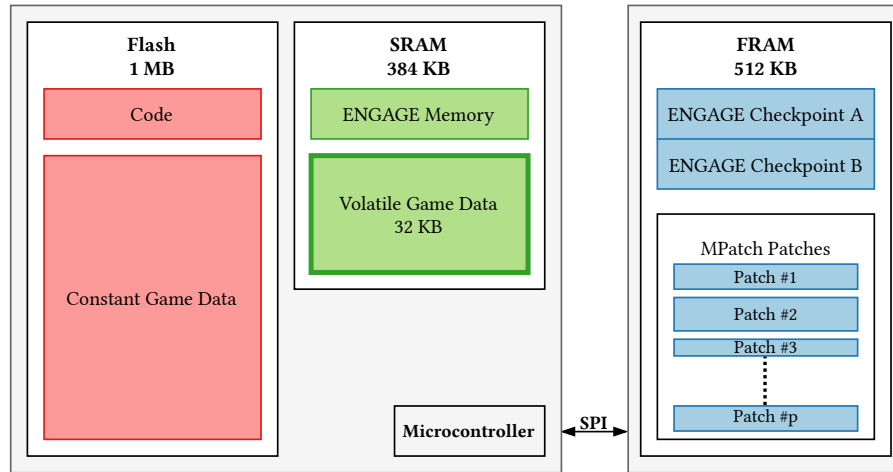 Flash
1 MB
Code
Constant Game Data
SRAM
384 KB
ENGAGE Memory
Volatile Game Data
32 KB
Microcontroller
SPI
FRAM
512 KB
ENGAGE Checkpoint A
ENGAGE Checkpoint B
MPatch Patches
Patch #1
Patch #2
Patch #3
Patch #p